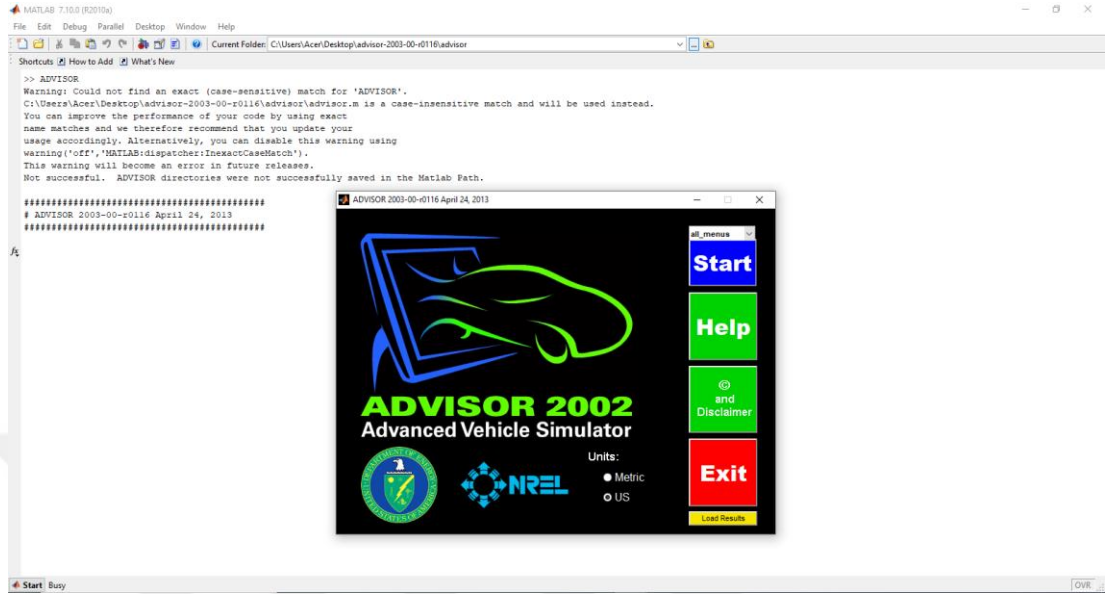 MATLAB 7.10.0 (R2010a)
File Edit Debug Parallel Desktop Window Help
Current Folder: C:\Users\Acer\Desktop\advisor-2003-00-r0116\advisor
Shortcuts How to Add What's New
>> ADVISOR
Warning: Could not find an exact (case-sensitive) match for 'ADVISOR'.
C:\Users\Acer\Desktop\advisor-2003-00-r0116\advisor\advisor.m is a case-insensitive match and will be used instead.
You can improve the performance of your code by using exact
name matches and we therefore recommend that you update your
usage accordingly. Alternatively, you can disable this warning using
warning('off','MATLAB:dispatcher:InexactCaseMatch').
This warning will become an error in future releases.
Not successful.  ADVISOR directories were not successfully saved in the Matlab Path.
############################################
# ADVISOR 2003-00-r0116 April 24, 2013
############################################
fx
ADVISOR 2003-00-r0116 April 24, 2013
all_menus
Start
Help
©
and
Disclaimer
Exit
Load Results
ADVISOR 2002
Advanced Vehicle Simulator
NREL
Units:
Metric
US
Start Busy
OVR